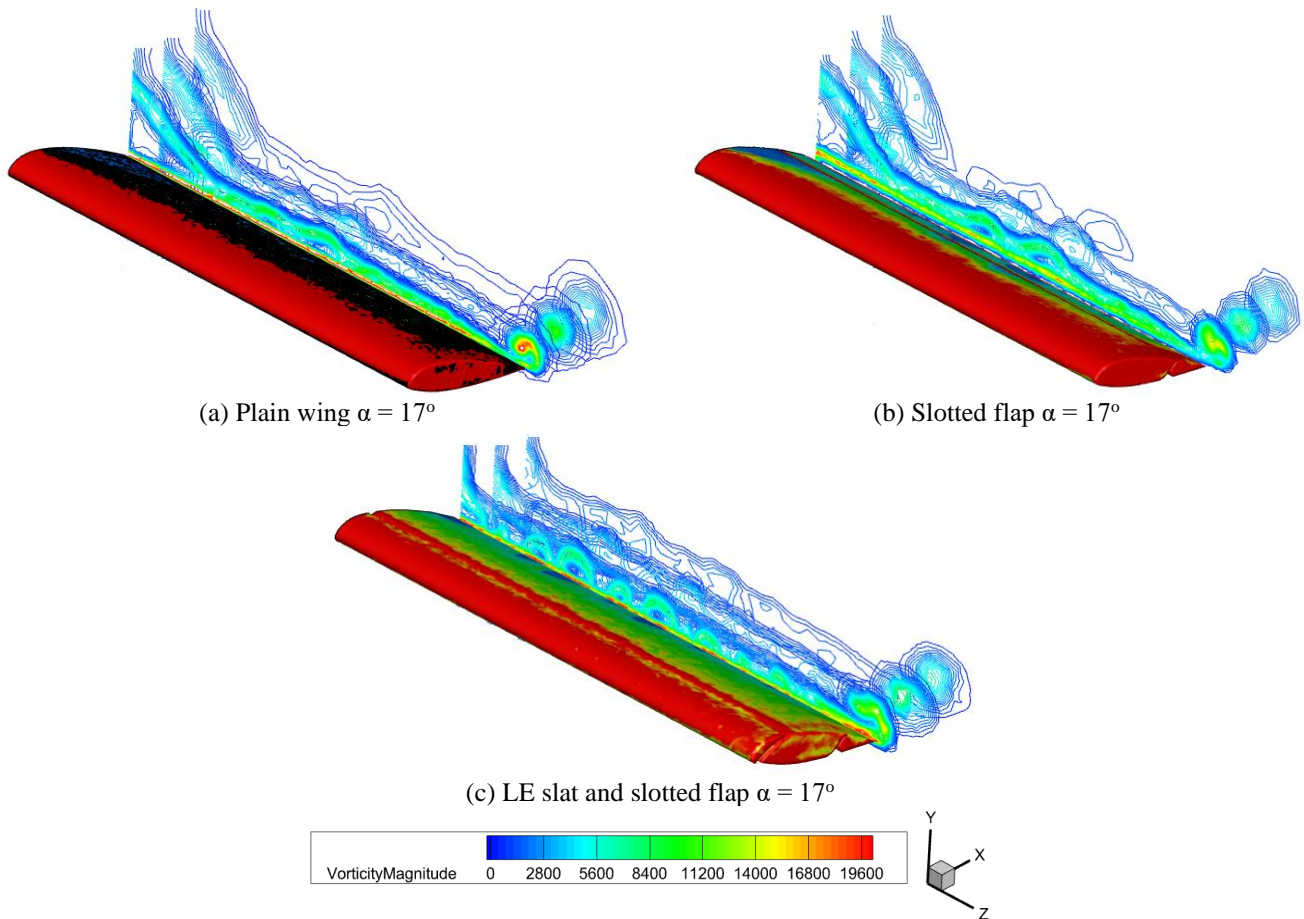 (a) Plain wing α = 17°
(b) Slotted flap α = 17°
(c) LE slat and slotted flap α = 17°
VorticityMagnitude
0 2800 5600 8400 11200 14000 16800 19600
Y
X
Z